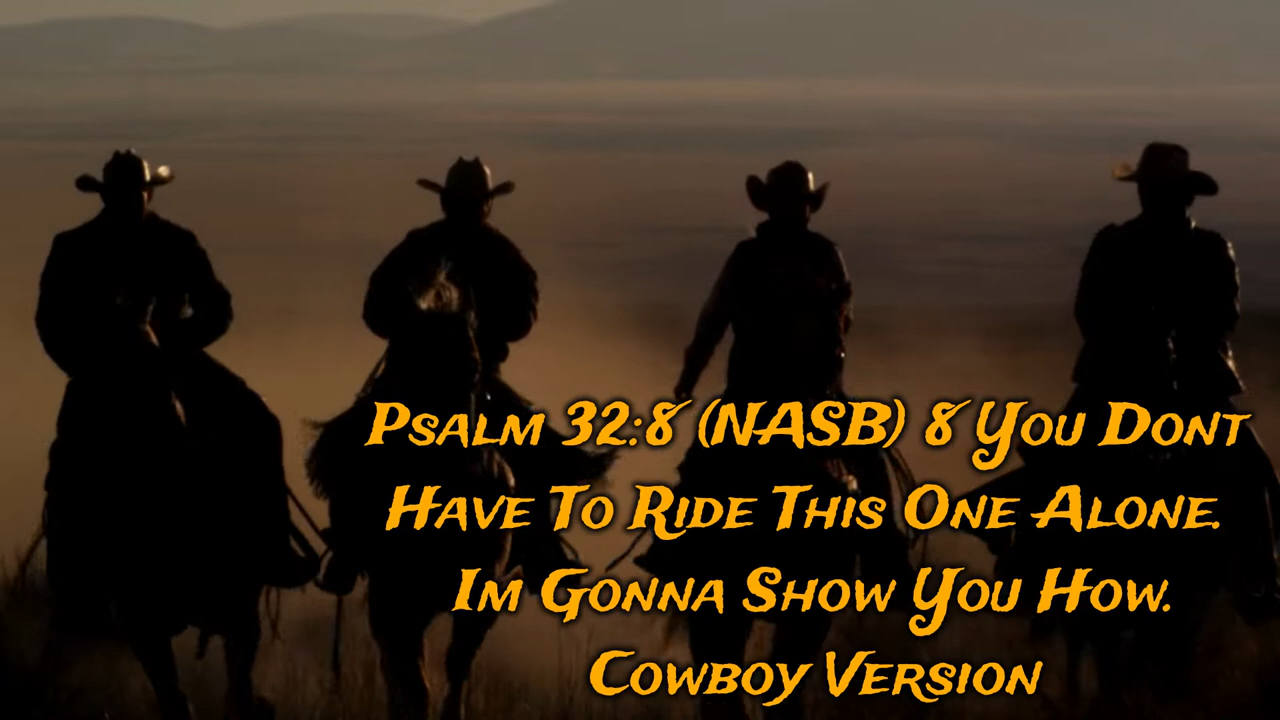 Psalm 32:8 (NASB) 8 You Dont
Have To Ride This One Alone.
Im Gonna Show You How.
Cowboy Version